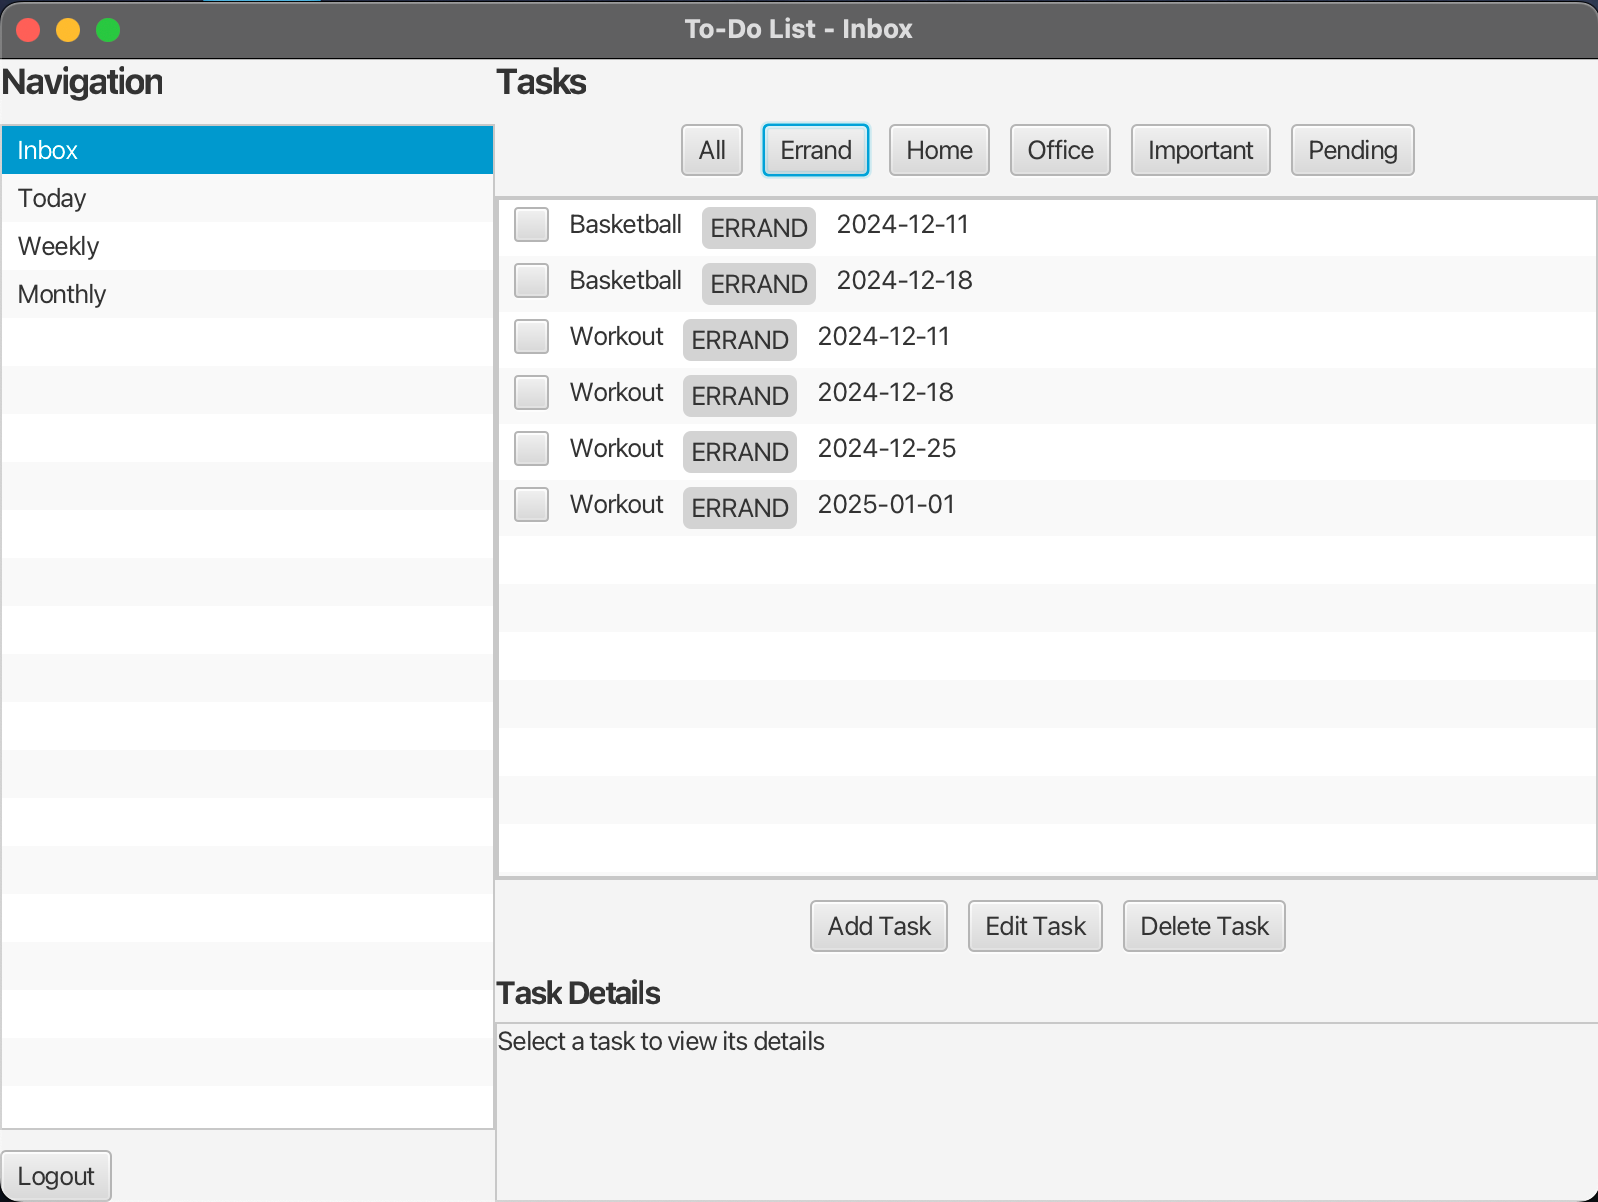 To-Do List - Inbox
Navigation
Inbox
Today
Weekly
Monthly
Logout
Tasks
All Errand Home Office Important Pending
Basketball ERRAND 2024-12-11
Basketball ERRAND 2024-12-18
Workout ERRAND 2024-12-11
Workout ERRAND 2024-12-18
Workout ERRAND 2024-12-25
Workout ERRAND 2025-01-01
Add Task Edit Task Delete Task
Task Details
Select a task to view its details